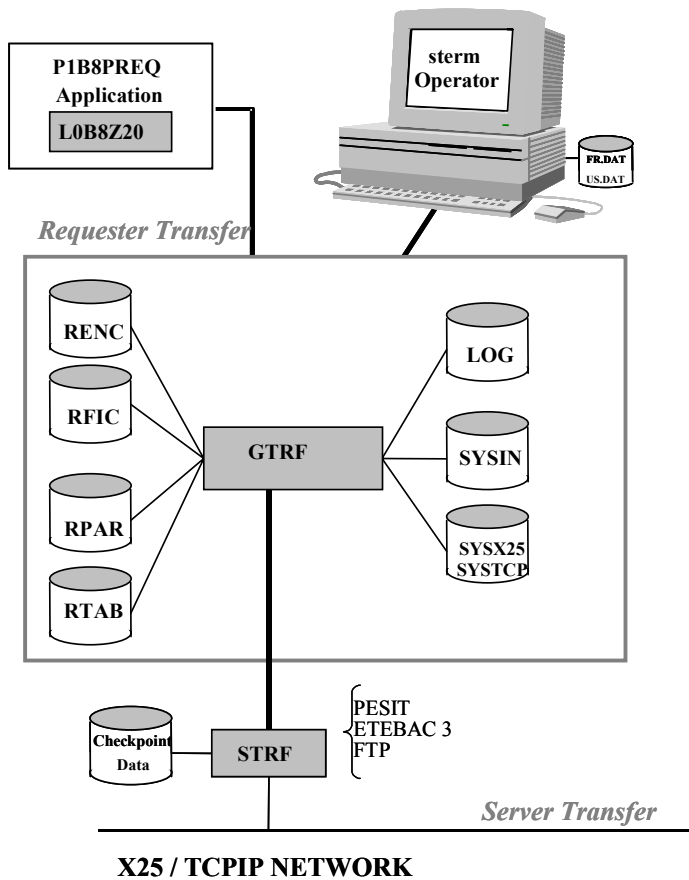 P1B8PREQ
Application
L0B8Z20
sterm
Operator
FR.DAT
US.DAT
Requester Transfer
RENC
RFIC
RPAR
RTAB
GTRF
LOG
SYSIN
SYSX25
SYSTCP
Checkpoint
Data
STRF
PESIT
ETEBAC 3
FTP
Server Transfer
X25 / TCPIP NETWORK